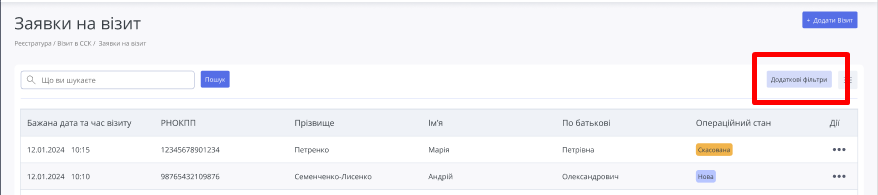 Заявки на візит
+ Додати Візит
Реєстратура / Візит в ССК / Заявки на візит
Що ви шукаєте
Пошук
Додаткові фільтри
Бажана дата та час візиту РНОКПП Прізвище Ім'я По батькові Операційний стан Дії
12.01.2024 10:15 12345678901234 Петренко Марія Петрівна Скасована
12.01.2024 10:10 98765432109876 Семенченко-Лисенко Андрій Олександрович Нова